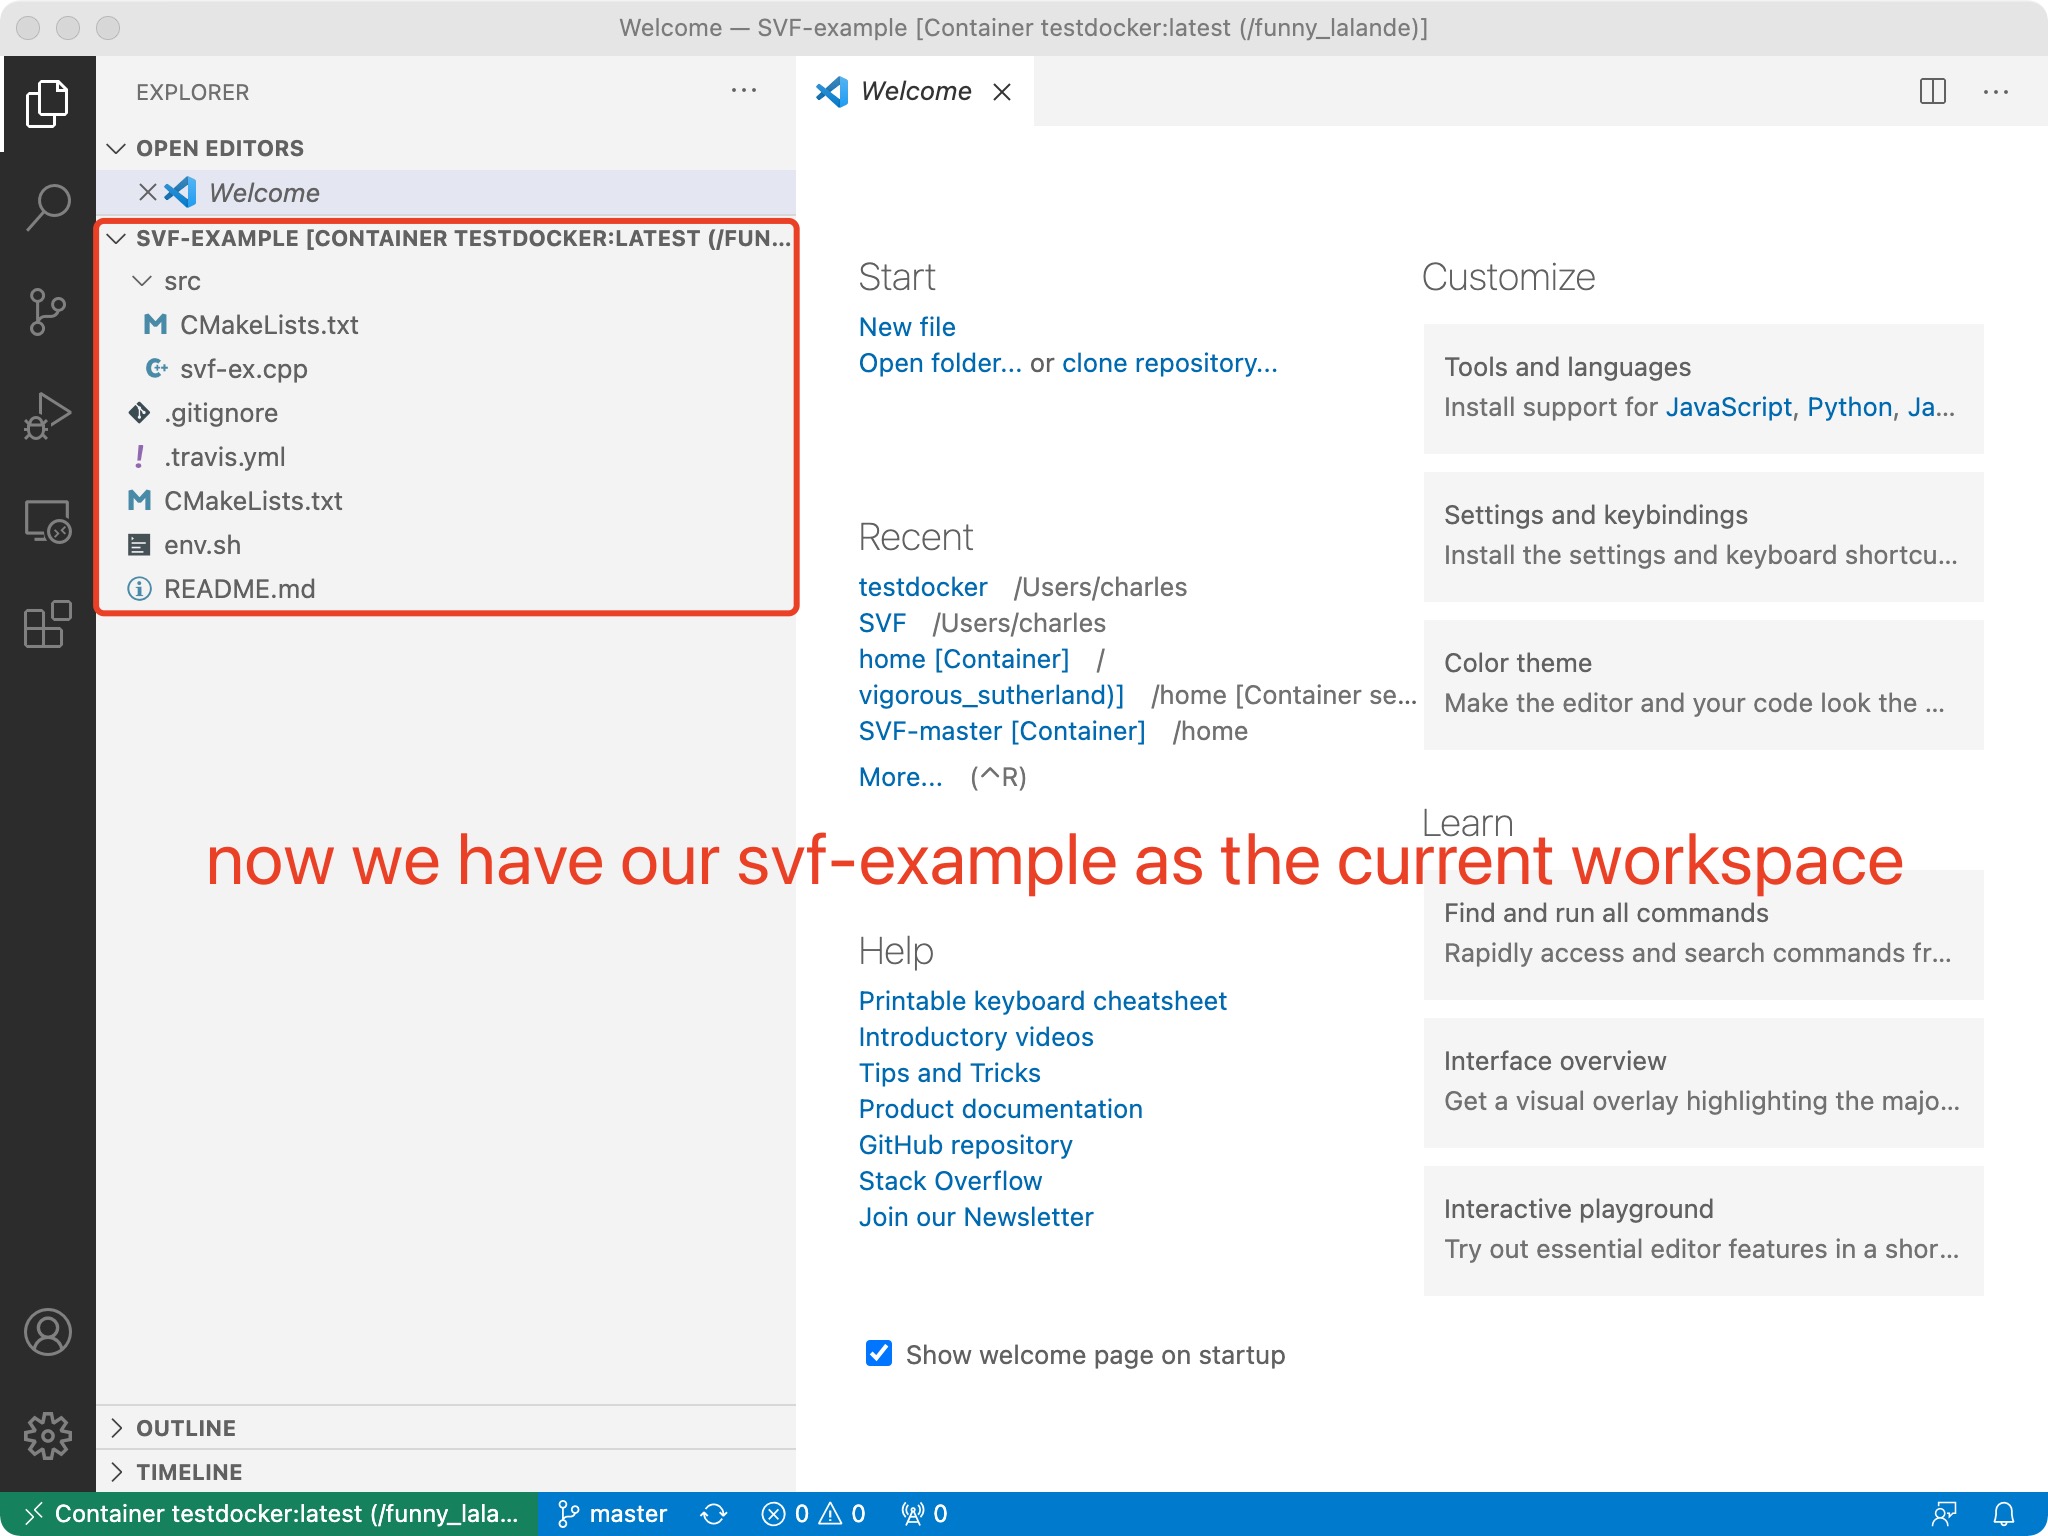 Welcome — SVF-example [Container testdocker:latest (/funny_lalande)]
EXPLORER
OPEN EDITORS
Welcome
SVF-EXAMPLE [CONTAINER TESTDOCKER:LATEST (/FUN...
src
CMakeLists.txt
svf-ex.cpp
.gitignore
.travis.yml
CMakeLists.txt
env.sh
README.md
OUTLINE
TIMELINE
Welcome
Start
New file
Open folder... or clone repository...
Recent
testdocker /Users/charles
SVF /Users/charles
home [Container] /
vigorous_sutherland)] /home [Container se...
SVF-master [Container] /home
More... (^R)
now we have our svf-example as the current workspace
Help
Printable keyboard cheatsheet
Introductory videos
Tips and Tricks
Product documentation
GitHub repository
Stack Overflow
Join our Newsletter
Show welcome page on startup
Customize
Tools and languages
Install support for JavaScript, Python, Ja...
Settings and keybindings
Install the settings and keyboard shortcu...
Color theme
Make the editor and your code look the ...
Learn
Find and run all commands
Rapidly access and search commands fr...
Interface overview
Get a visual overlay highlighting the majo...
Interactive playground
Try out essential editor features in a shor...
Container testdocker:latest (/funny_lala... master 0 0 0